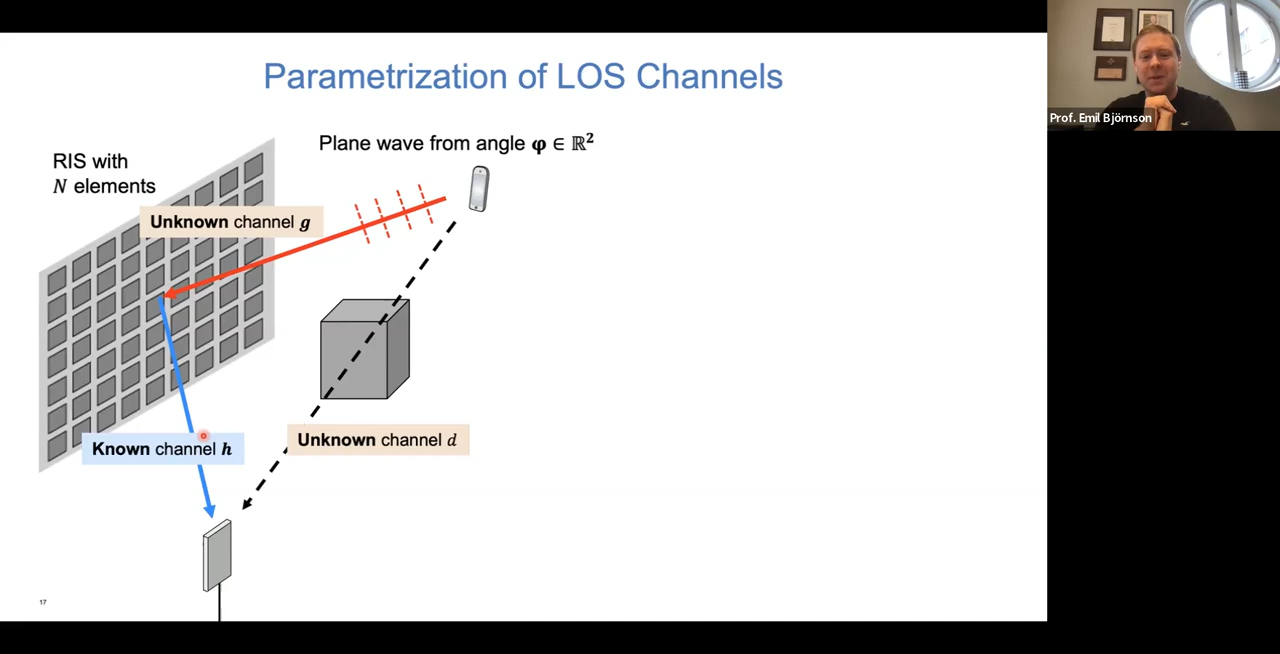 Parametrization of LOS Channels
Plane wave from angle φ ∈ ℝ²
RIS with
N elements
Unknown channel g
Unknown channel d
Known channel h
17
Prof. Emil Björnson